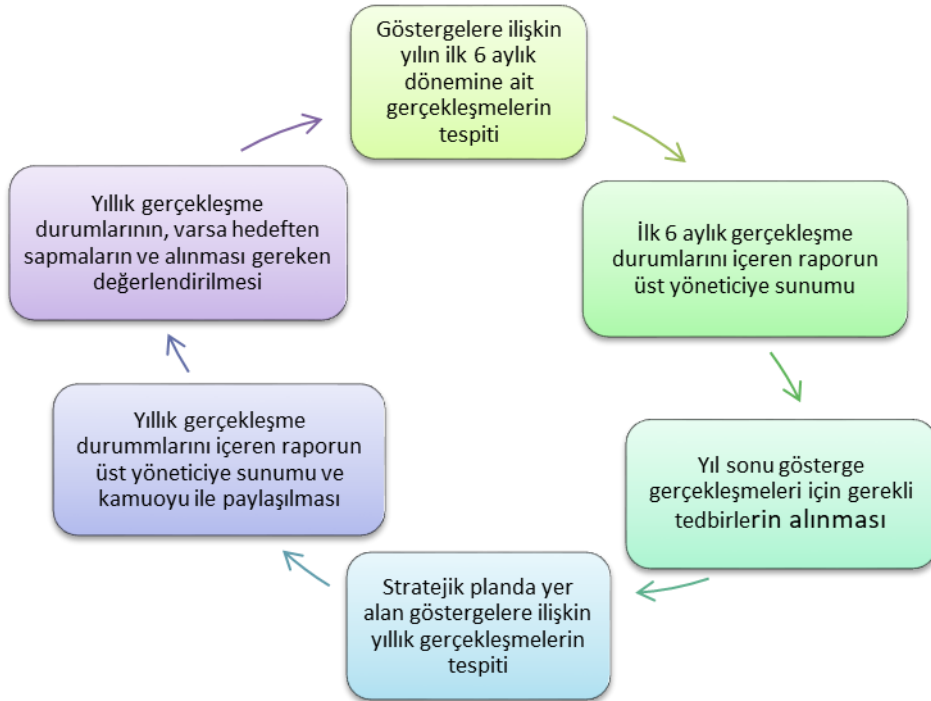 Göstergelere ilişkin
yılın ilk 6 aylık
dönemine ait
gerçekleşmelerin
tespiti
İlk 6 aylık gerçekleşme
durumlarını içeren raporun
üst yöneticiye sunumu
Yıl sonu gösterge
gerçekleşmeleri için gerekli
tedbirlerin alınması
Stratejik planda yer
alan göstergelere ilişkin
yıllık gerçekleşmelerin
tespiti
Yıllık gerçekleşme
durummlarını içeren raporun
üst yöneticiye sunumu ve
kamuoyu ile paylaşılması
Yıllık gerçekleşme
durumlarının, varsa hedeften
sapmaların ve alınması gereken
değerlendirilmesi